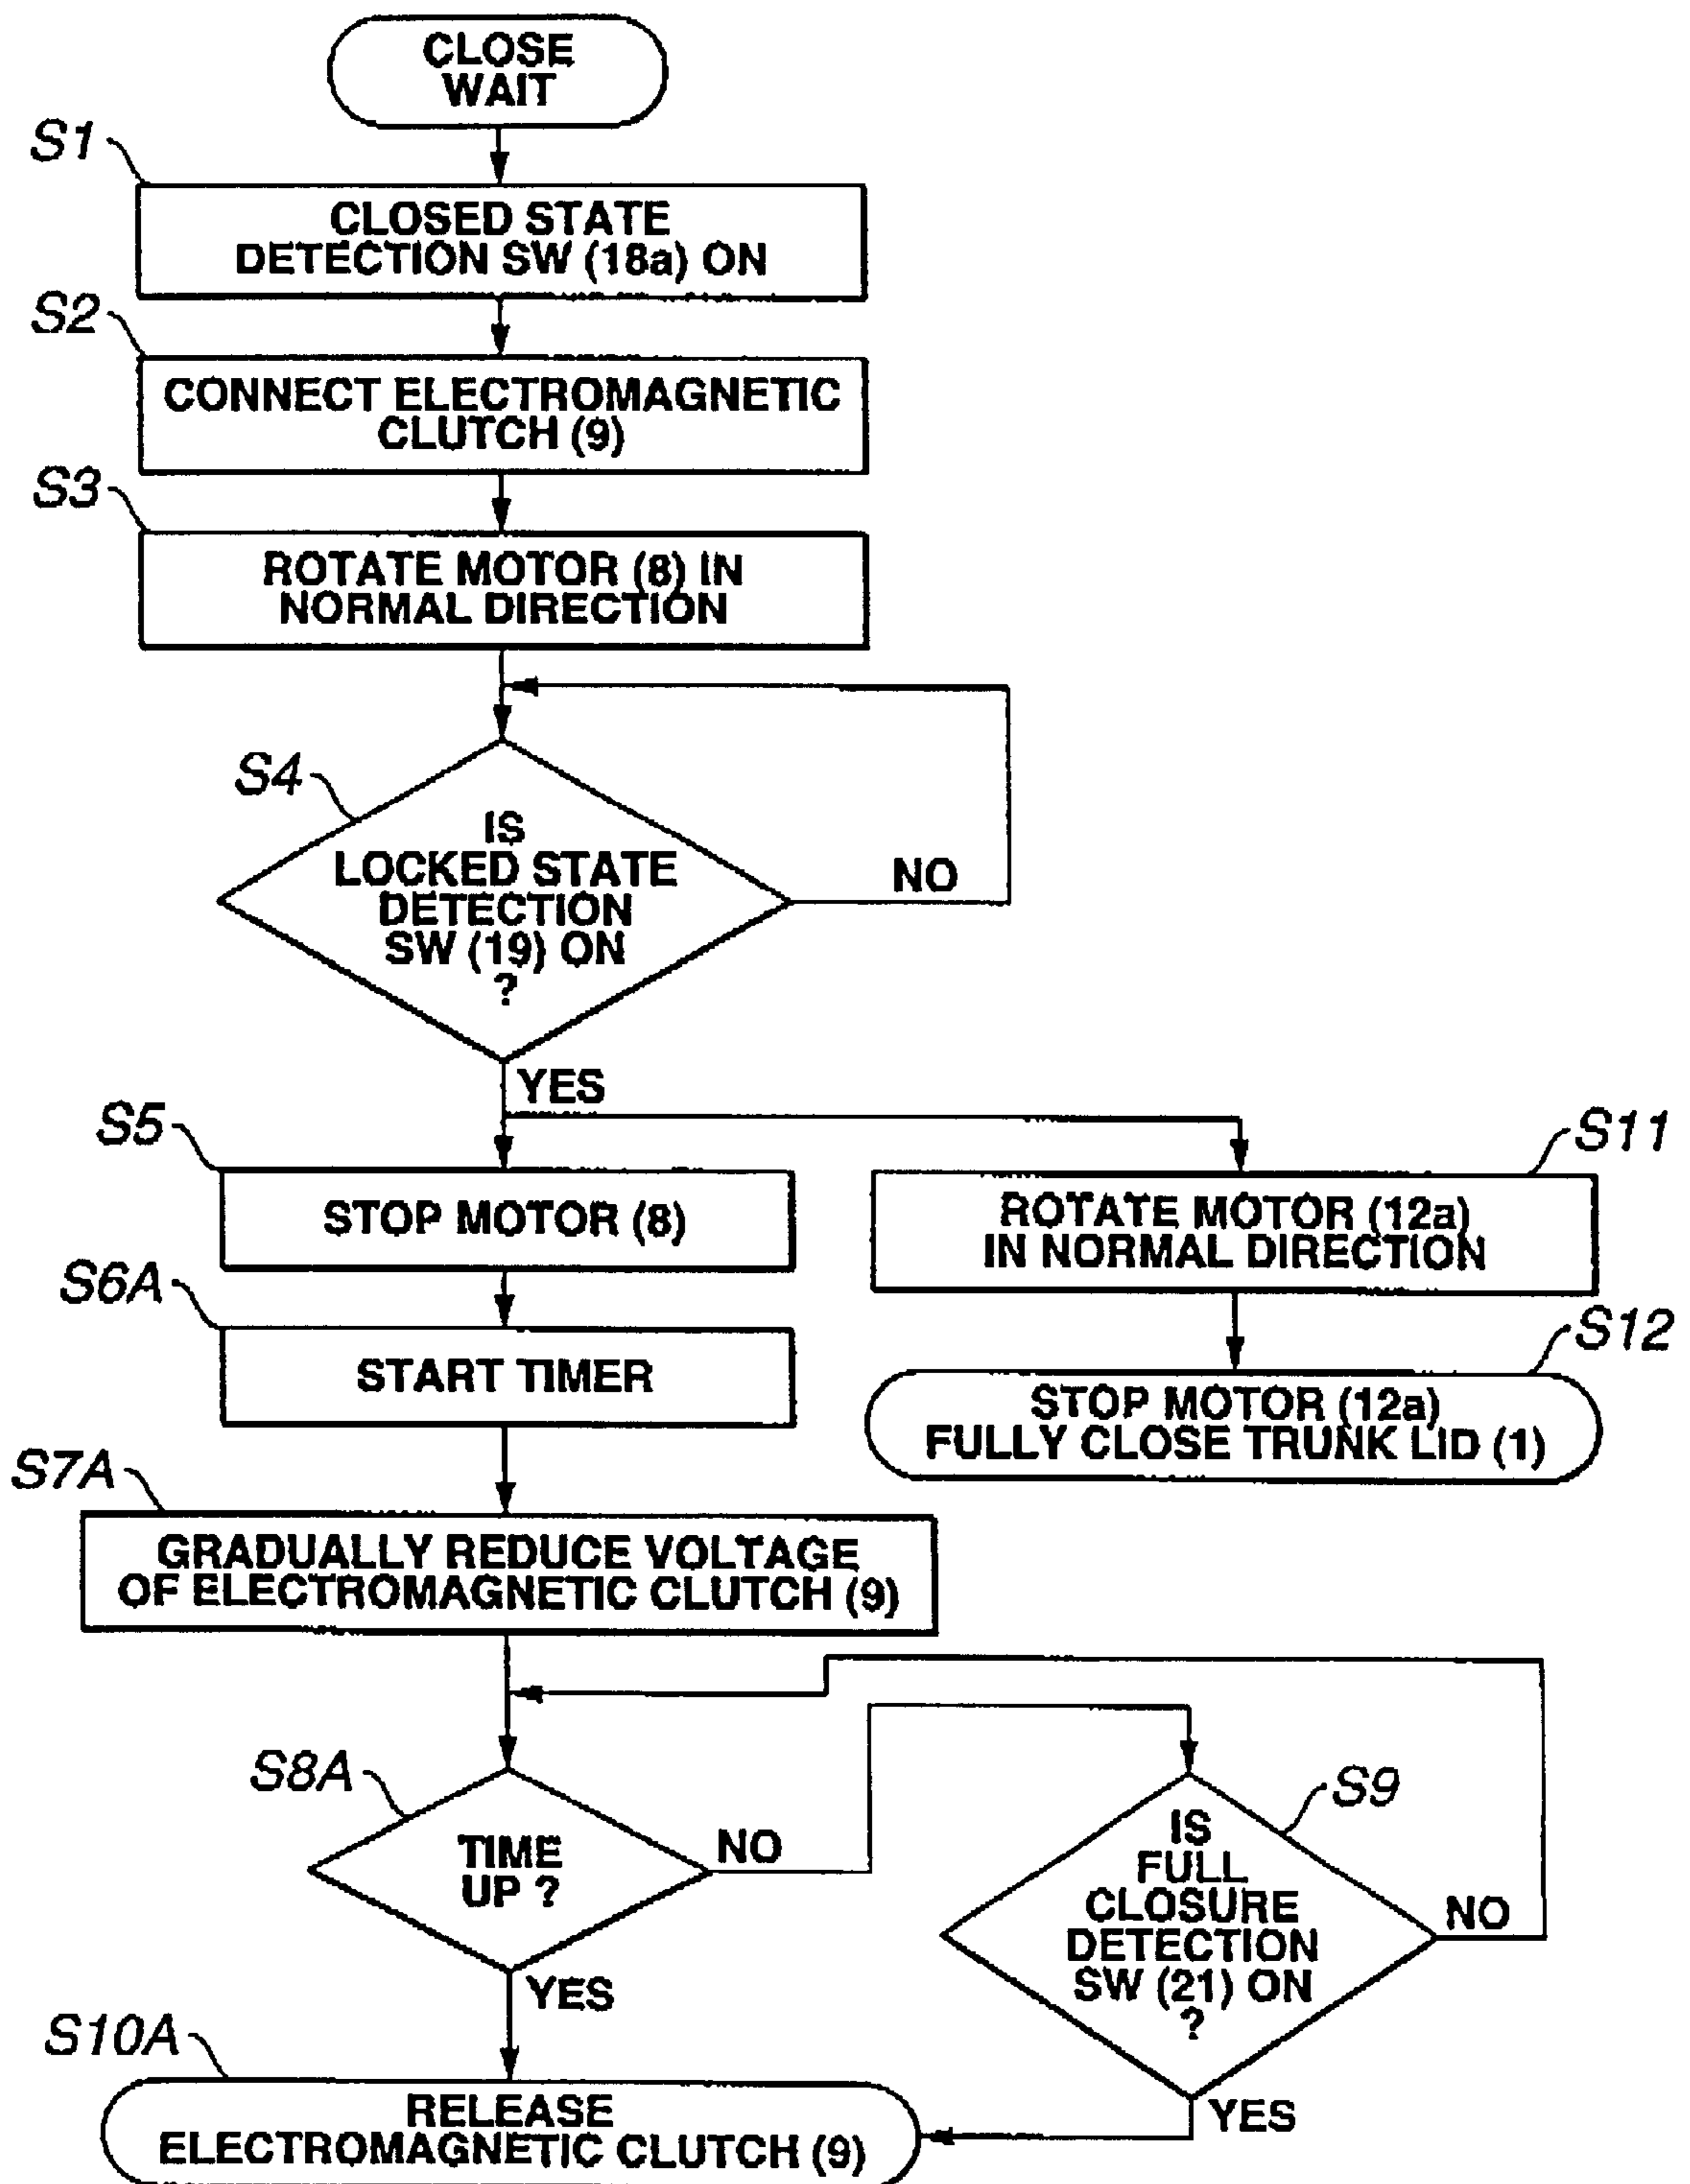 CLOSE
WAIT
S1
CLOSED STATE
DETECTION SW (18a) ON
S2
CONNECT ELECTROMAGNETIC
CLUTCH (9)
S3
ROTATE MOTOR (8) IN
NORMAL DIRECTION
S4
IS
LOCKED STATE
DETECTION
SW (19) ON
?
NO
YES
S5
STOP MOTOR (8)
S11
ROTATE MOTOR (12a)
IN NORMAL DIRECTION
S6A
START TIMER
S12
STOP MOTOR (12a)
FULLY CLOSE TRUNK LID (1)
S7A
GRADUALLY REDUCE VOLTAGE
OF ELECTROMAGNETIC CLUTCH (9)
S8A
TIME
UP ?
NO
YES
S9
IS
FULL
CLOSURE
DETECTION
SW (21) ON
?
NO
YES
S10A
RELEASE
ELECTROMAGNETIC CLUTCH (9)